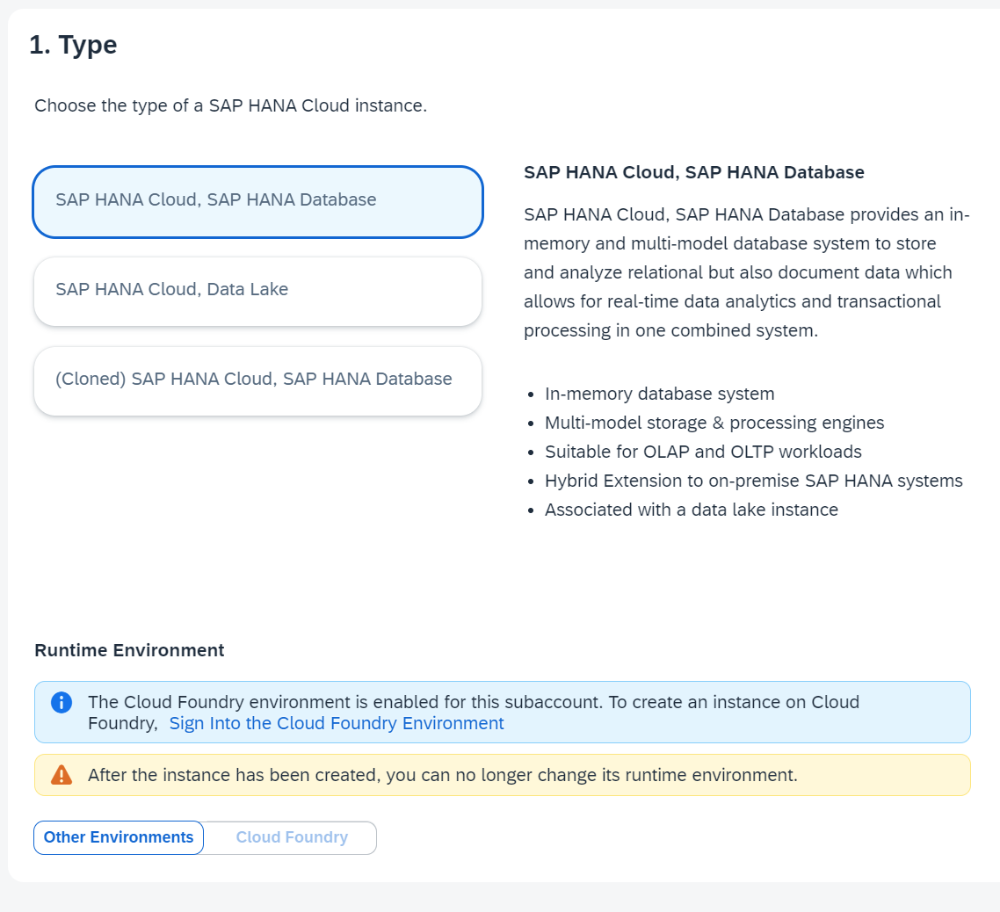 1. Type
Choose the type of a SAP HANA Cloud instance.
SAP HANA Cloud, SAP HANA Database
SAP HANA Cloud, Data Lake
(Cloned) SAP HANA Cloud, SAP HANA Database
SAP HANA Cloud, SAP HANA Database
SAP HANA Cloud, SAP HANA Database provides an in-
memory and multi-model database system to store
and analyze relational but also document data which
allows for real-time data analytics and transactional
processing in one combined system.
• In-memory database system
• Multi-model storage & processing engines
• Suitable for OLAP and OLTP workloads
• Hybrid Extension to on-premise SAP HANA systems
• Associated with a data lake instance
Runtime Environment
The Cloud Foundry environment is enabled for this subaccount. To create an instance on Cloud
Foundry, Sign Into the Cloud Foundry Environment
After the instance has been created, you can no longer change its runtime environment.
Other Environments Cloud Foundry